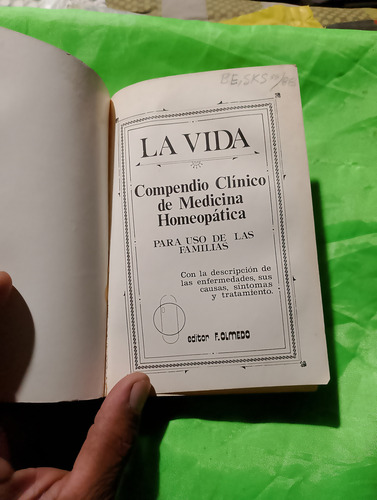 LA VIDA
Compendio Clínico
de Medicina
Homeopática
PARA USO DE LAS
FAMILIAS
Con la descripción de
las enfermedades, sus
causas, síntomas
y tratamiento.
editor F. OLMEDO